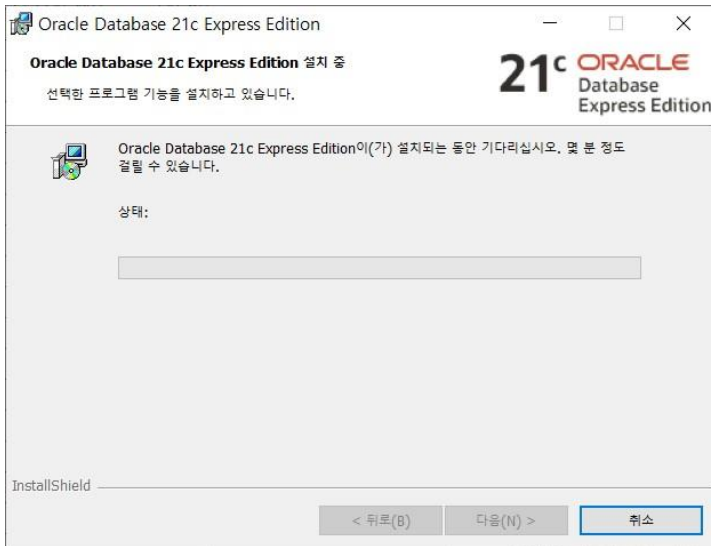 Oracle Database 21c Express Edition
Oracle Database 21c Express Edition 설치 중
선택한 프로그램 기능을 설치하고 있습니다.
21c ORACLE
Database
Express Edition
Oracle Database 21c Express Edition이(가) 설치되는 동안 기다리십시오. 몇 분 정도
걸릴 수 있습니다.
상태:
InstallShield
< 뒤로(B)
다음(N) >
취소